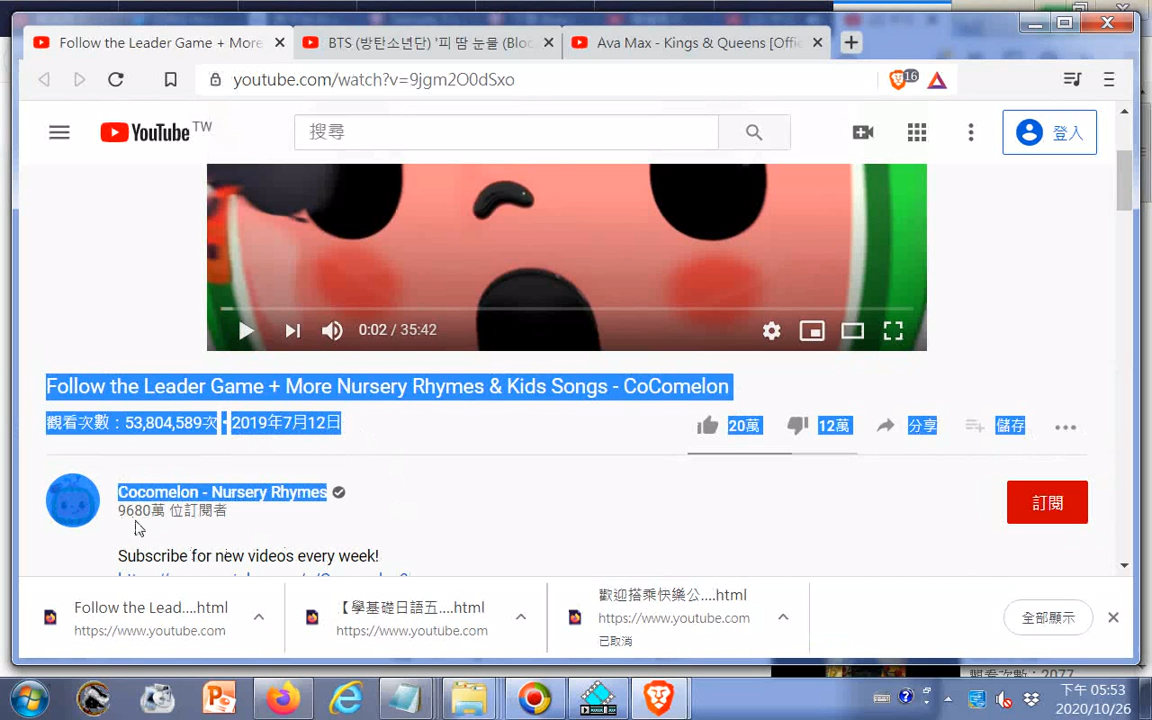 Follow the Leader Game + More
BTS (방탄소년단) '피 땀 눈물 (Bloo
Ava Max - Kings & Queens [Offi
youtube.com/watch?v=9jgm2O0dSxo
16
YouTube TW
搜尋
登入
0:02 / 35:42
Follow the Leader Game + More Nursery Rhymes & Kids Songs - CoComelon
觀看次數：53,804,589次 • 2019年7月12日
20萬
12萬
分享
儲存
Cocomelon - Nursery Rhymes
9680萬 位訂閱者
訂閱
Subscribe for new videos every week!
Follow the Lead....html
https://www.youtube.com
【學基礎日語五....html
https://www.youtube.com
歡迎搭乘快樂公....html
https://www.youtube.com
已取消
全部顯示
觀看次數：2077
下午 05:53
2020/10/26